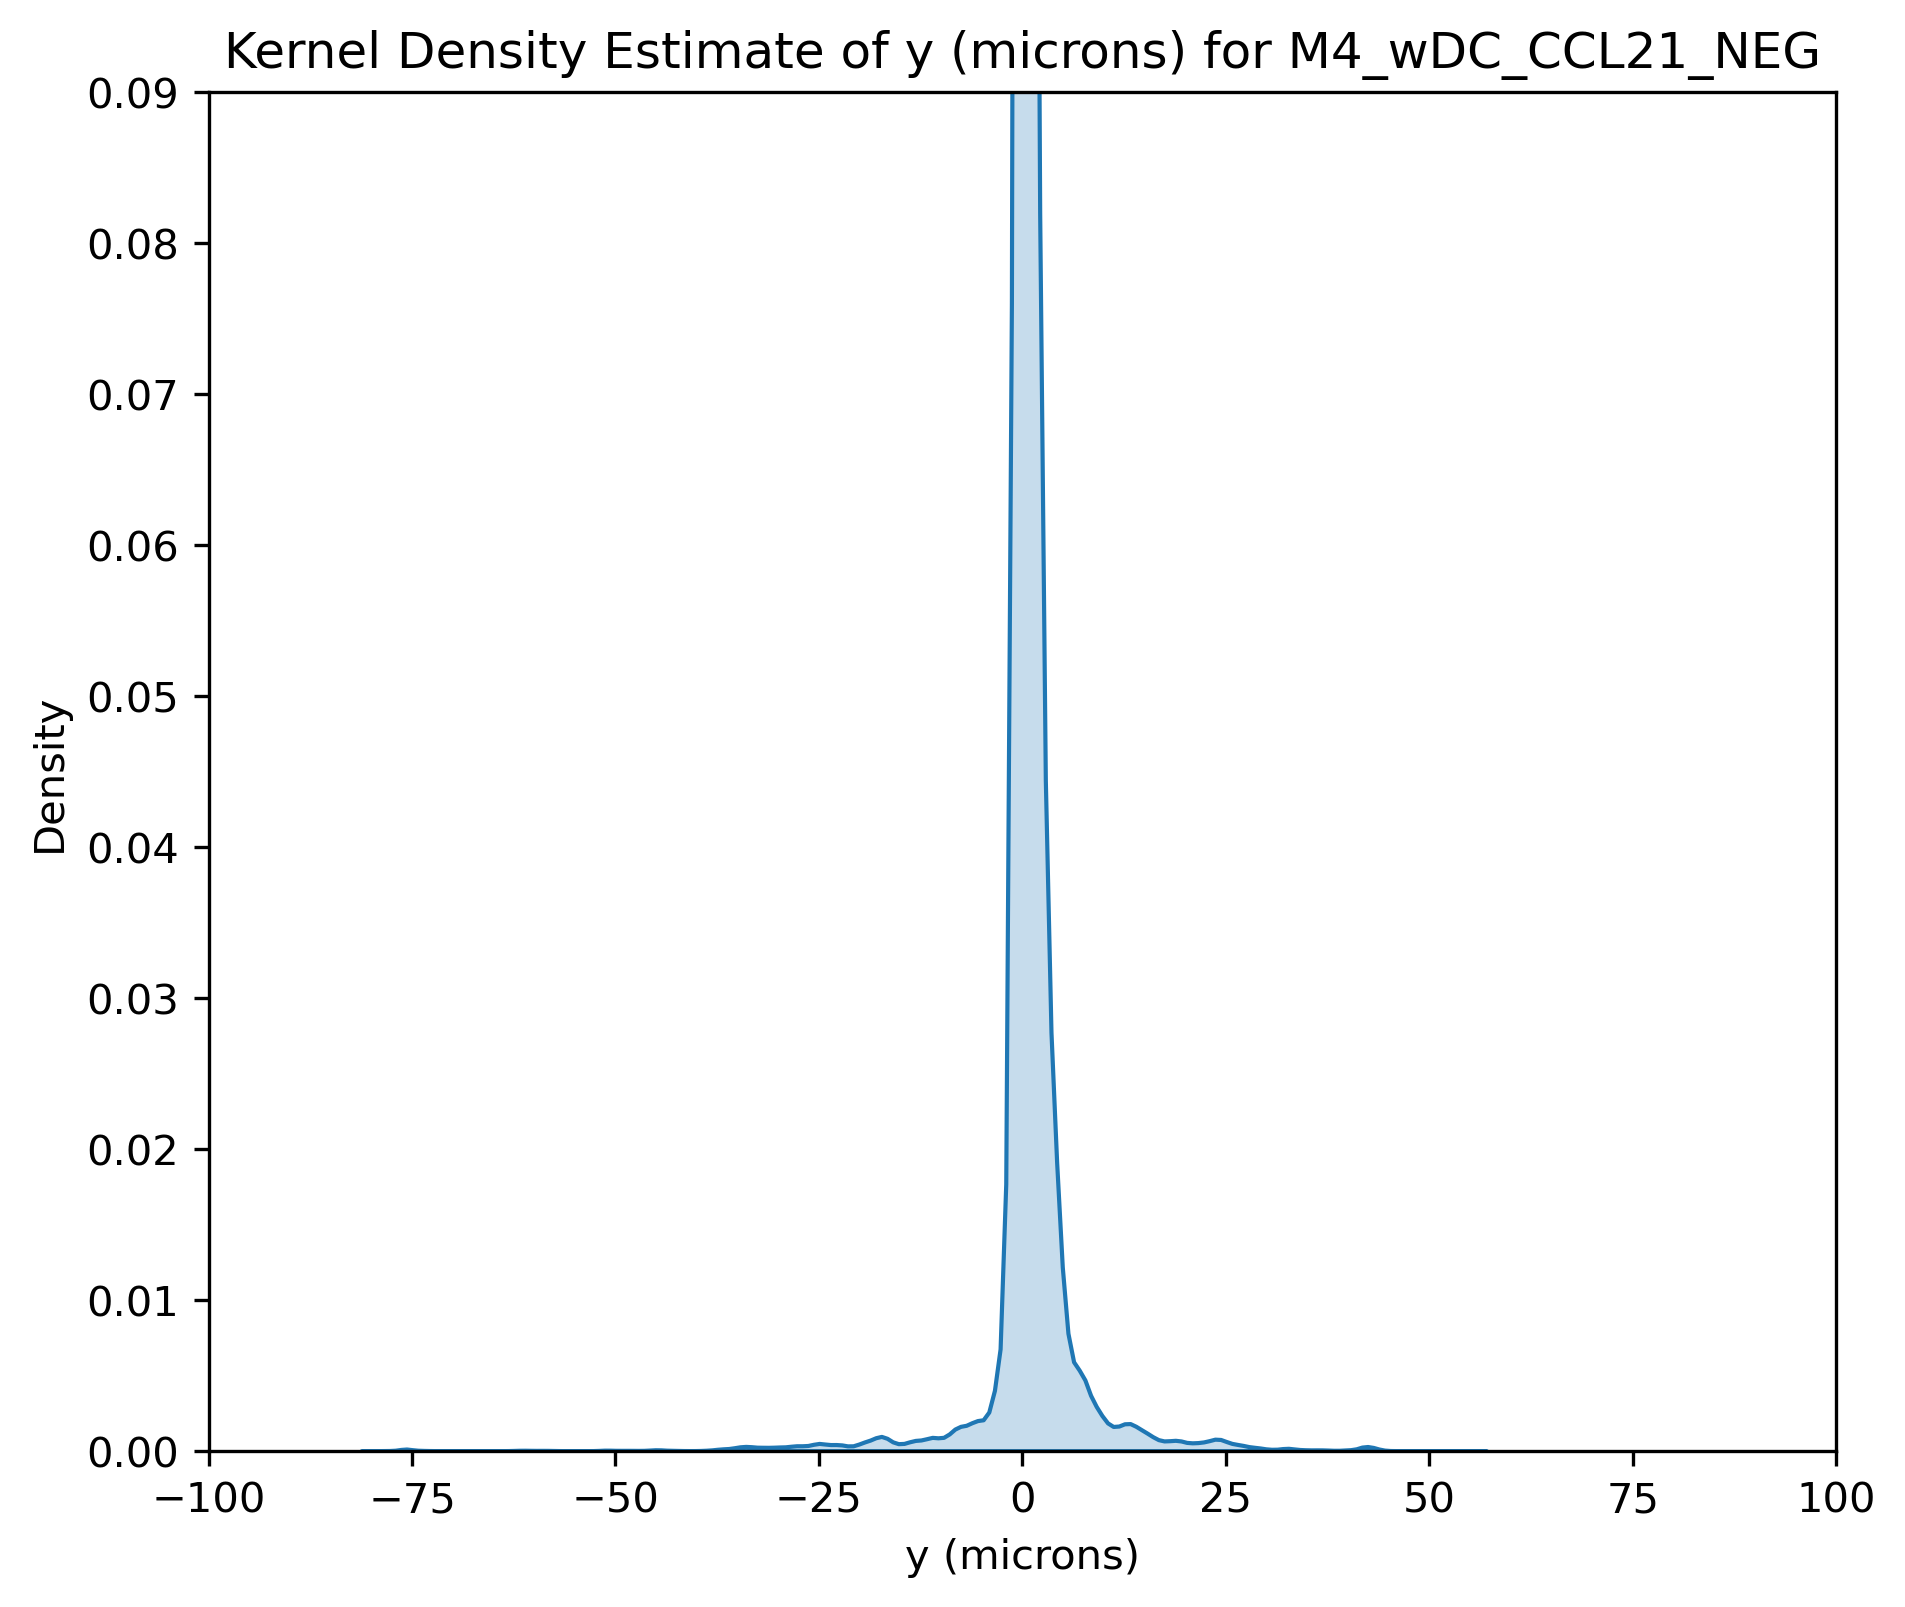 Kernel Density Estimate of y (microns) for M4_wDC_CCL21_NEG
0.09
0.08
0.07
0.06
0.05
0.04
0.03
0.02
0.01
0.00
Density
−100 −75 −50 −25 0 25 50 75 100
y (microns)